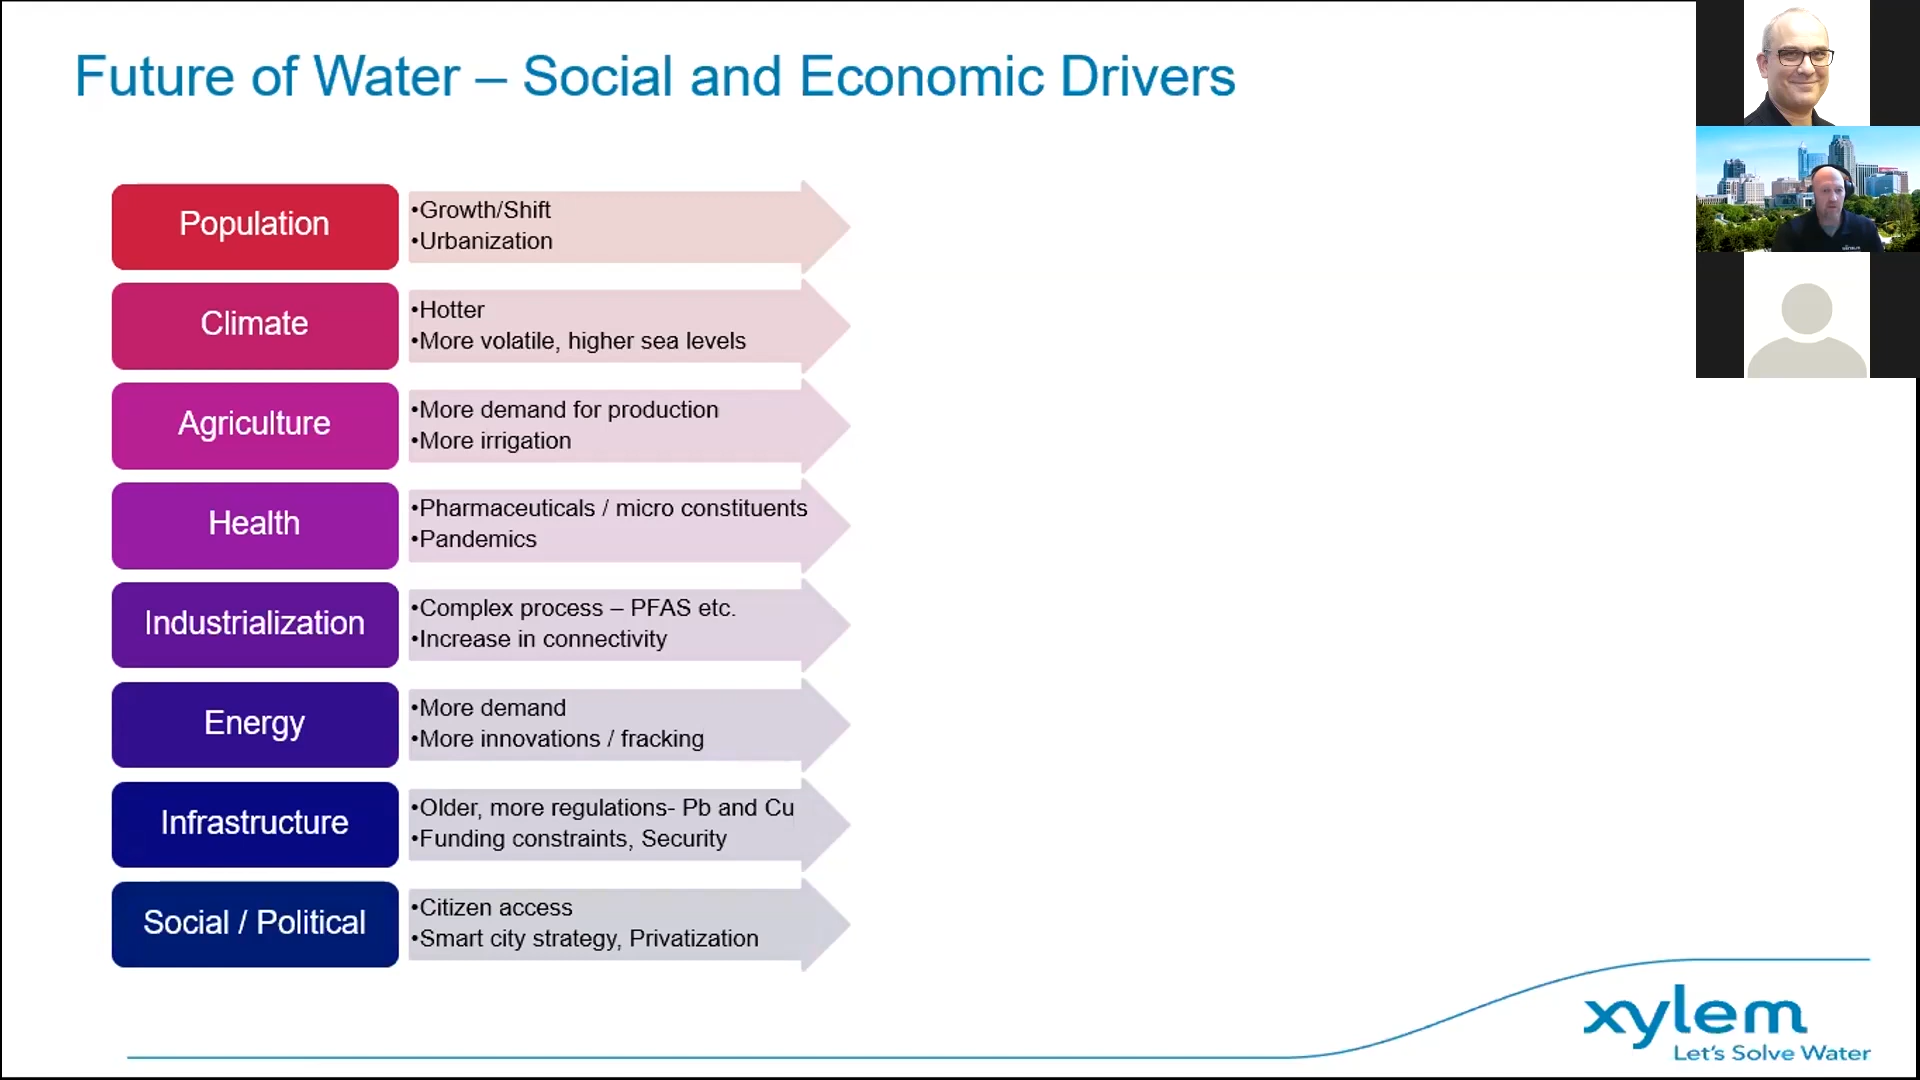 Future of Water – Social and Economic Drivers
Population
•Growth/Shift
•Urbanization
Climate
•Hotter
•More volatile, higher sea levels
Agriculture
•More demand for production
•More irrigation
Health
•Pharmaceuticals / micro constituents
•Pandemics
Industrialization
•Complex process – PFAS etc.
•Increase in connectivity
Energy
•More demand
•More innovations / fracking
Infrastructure
•Older, more regulations- Pb and Cu
•Funding constraints, Security
Social / Political
•Citizen access
•Smart city strategy, Privatization
xylem
Let's Solve Water